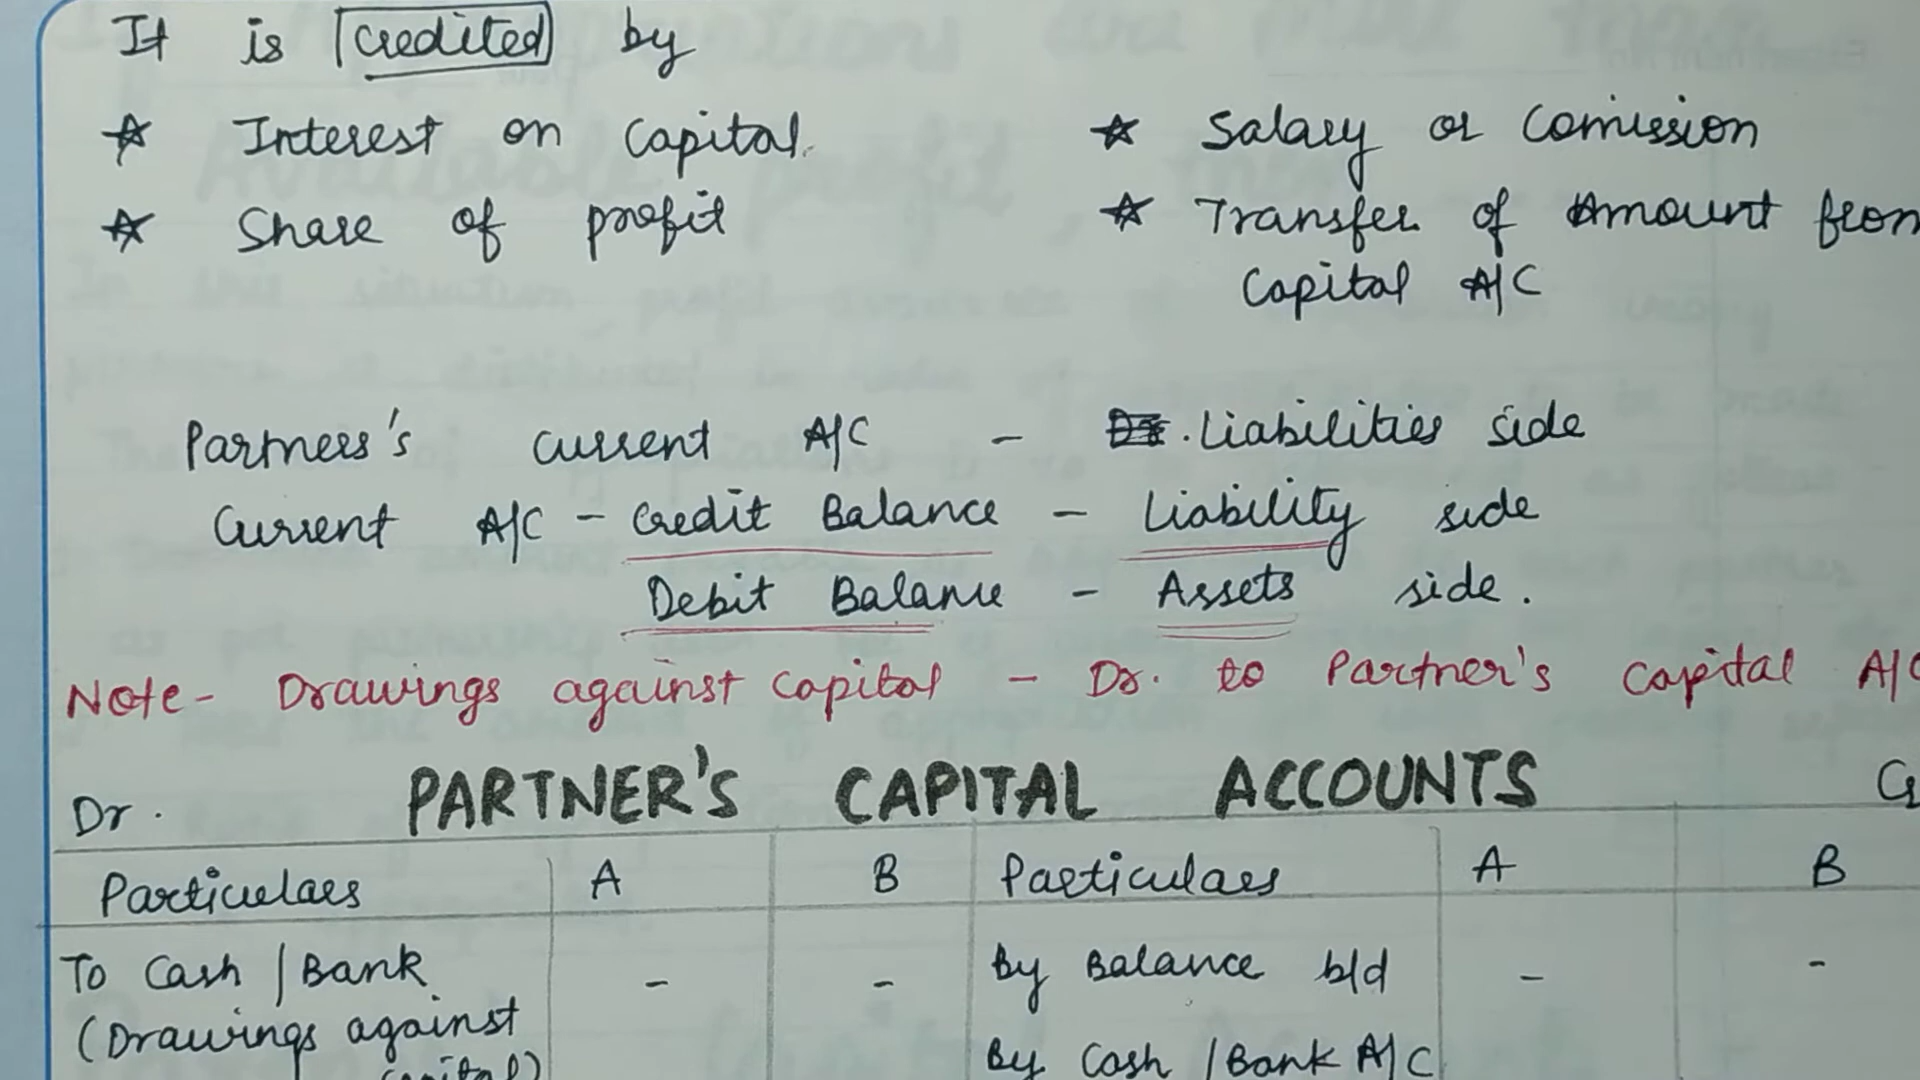 It is credited by
☆ Interest on Capital.
☆ Salary or Comission
☆ Share of profit
☆ Transfer of Amount from
Capital A/C
Partners's current A/C - Liabilities side
Current A/C - Credit Balance - Liability side
Debit Balance - Assets side.
Note- Drawings against capital - Dr. to Partner's capital A/C
PARTNER'S CAPITAL ACCOUNTS
Dr. Cr
Particulars A B Particulars A B
To Cash / Bank - - By Balance b/d - -
(Drawings against
capital) By Cash / Bank A/C